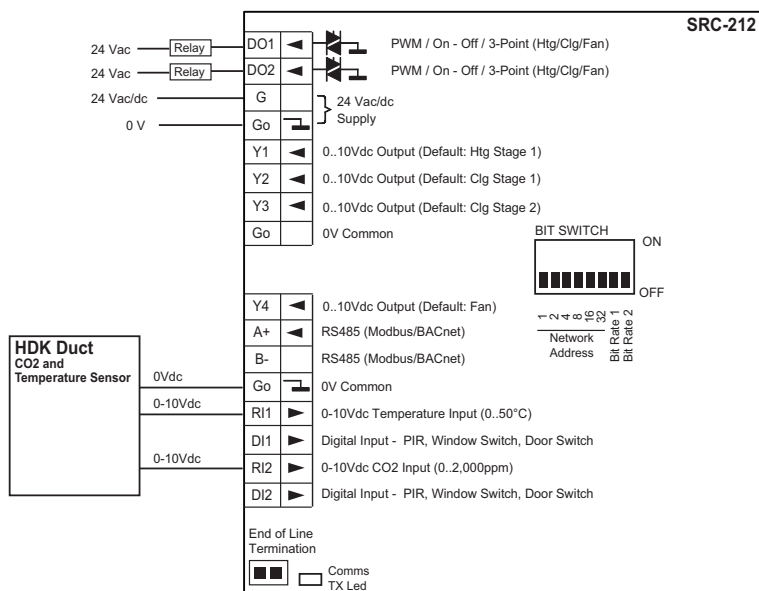 SRC-212
24 Vac Relay DO1 PWM / On - Off / 3-Point (Htg/Clg/Fan)
24 Vac Relay DO2 PWM / On - Off / 3-Point (Htg/Clg/Fan)
24 Vac/dc G 24 Vac/dc
0 V Go Supply
Y1 0..10Vdc Output (Default: Htg Stage 1)
Y2 0..10Vdc Output (Default: Clg Stage 1)
Y3 0..10Vdc Output (Default: Clg Stage 2)
Go 0V Common
BIT SWITCH
ON
OFF
1 2 4 8 16 32 Bit Rate 1 Bit Rate 2
Network
Address
Y4 0..10Vdc Output (Default: Fan)
A+ RS485 (Modbus/BACnet)
B- RS485 (Modbus/BACnet)
HDK Duct
CO2 and
Temperature Sensor
0Vdc Go 0V Common
0-10Vdc RI1 0-10Vdc Temperature Input (0..50°C)
DI1 Digital Input - PIR, Window Switch, Door Switch
0-10Vdc RI2 0-10Vdc CO2 Input (0..2,000ppm)
DI2 Digital Input - PIR, Window Switch, Door Switch
End of Line
Termination
Comms
TX Led